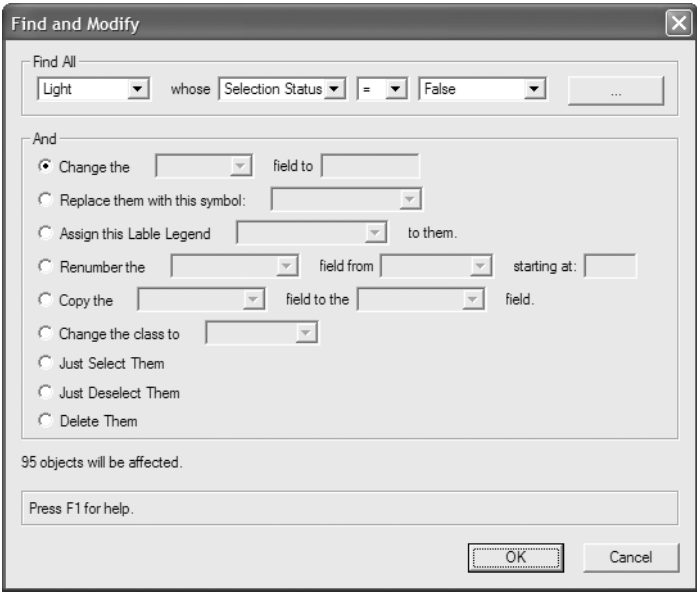 Find and Modify
Find All
Light whose Selection Status = False ...
And
Change the field to
Replace them with this symbol:
Assign this Lable Legend to them.
Renumber the field from starting at:
Copy the field to the field.
Change the class to
Just Select Them
Just Deselect Them
Delete Them
95 objects will be affected.
Press F1 for help.
OK Cancel